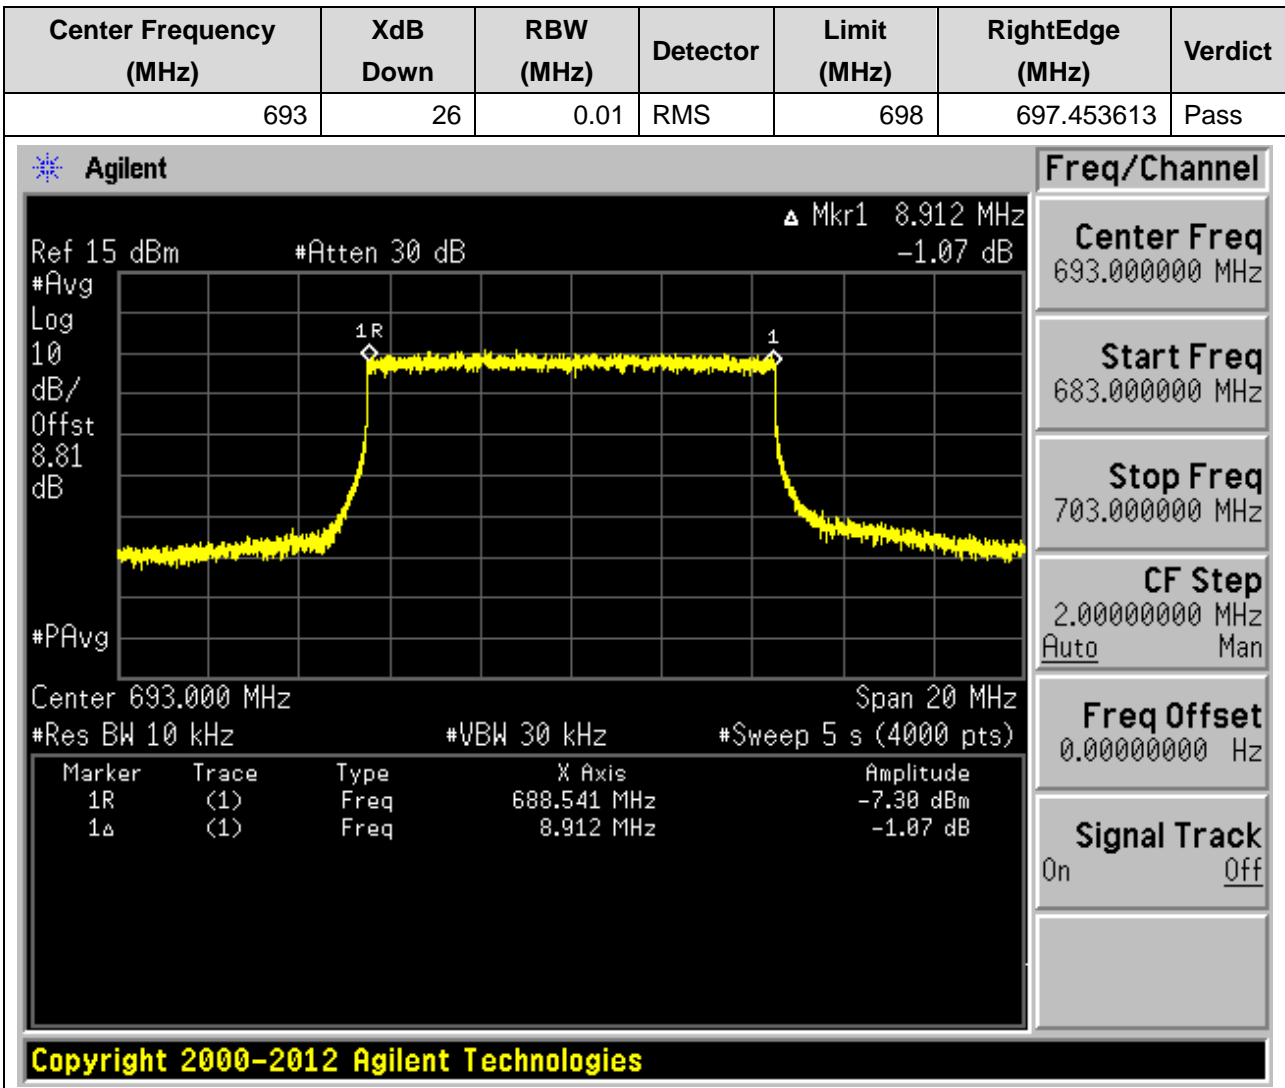 Center Frequency (MHz) XdB Down RBW (MHz) Detector Limit (MHz) RightEdge (MHz) Verdict
693 26 0.01 RMS 698 697.453613 Pass
Agilent
Freq/Channel
Δ Mkr1 8.912 MHz
Ref 15 dBm #Atten 30 dB -1.07 dB
#Avg
Log
10
dB/
Offst
8.81
dB
1R
1
#PAvg
Center 693.000 MHz Span 20 MHz
#Res BW 10 kHz #VBW 30 kHz #Sweep 5 s (4000 pts)
Marker Trace Type X Axis Amplitude
1R (1) Freq 688.541 MHz -7.30 dBm
1Δ (1) Freq 8.912 MHz -1.07 dB
Center Freq
693.000000 MHz
Start Freq
683.000000 MHz
Stop Freq
703.000000 MHz
CF Step
2.00000000 MHz
Auto Man
Freq Offset
0.00000000 Hz
Signal Track
On Off
Copyright 2000-2012 Agilent Technologies